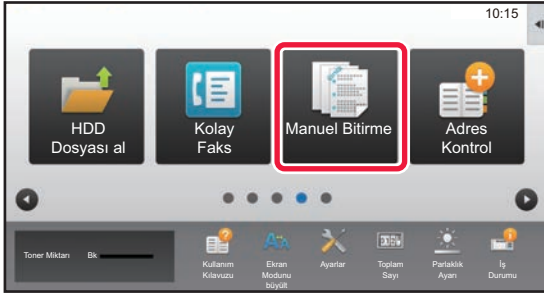 10:15
HDD
Dosyası al
Kolay
Faks
Manuel Bitirme
Adres
Kontrol
Toner Miktarı Bk
Kullanım
Kılavuzu
Ekran
Modunu
büyült
Ayarlar
Toplam
Sayı
Parlaklık
Ayarı
İş
Durumu